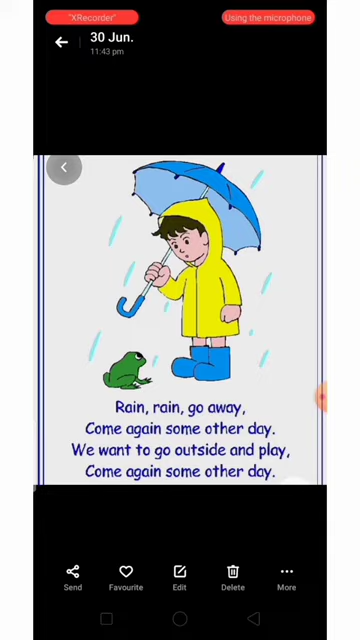 "XRecorder"
Using the microphone
30 Jun.
11:43 pm
Rain, rain, go away,
Come again some other day.
We want to go outside and play,
Come again some other day.
Send
Favourite
Edit
Delete
More